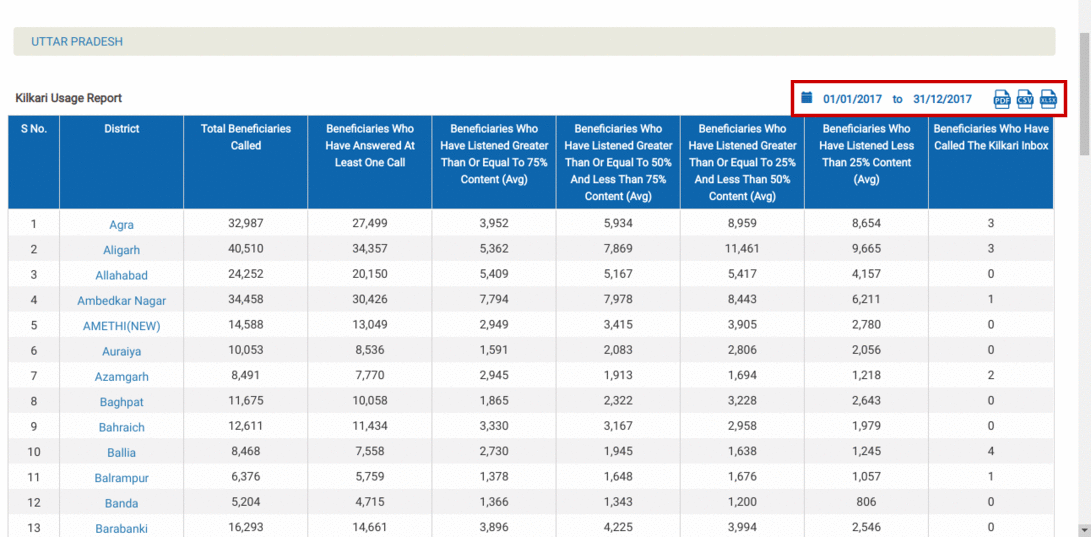 UTTAR PRADESH
Kilkari Usage Report
01/01/2017 to 31/12/2017 PDF CSV XLSX
S No. District Total Beneficiaries Called Beneficiaries Who Have Answered At Least One Call Beneficiaries Who Have Listened Greater Than Or Equal To 75% Content (Avg) Beneficiaries Who Have Listened Greater Than Or Equal To 50% And Less Than 75% Content (Avg) Beneficiaries Who Have Listened Greater Than Or Equal To 25% And Less Than 50% Content (Avg) Beneficiaries Who Have Listened Less Than 25% Content (Avg) Beneficiaries Who Have Called The Kilkari Inbox
1 Agra 32,987 27,499 3,952 5,934 8,959 8,654 3
2 Aligarh 40,510 34,357 5,362 7,869 11,461 9,665 3
3 Allahabad 24,252 20,150 5,409 5,167 5,417 4,157 0
4 Ambedkar Nagar 34,458 30,426 7,794 7,978 8,443 6,211 1
5 AMETHI(NEW) 14,588 13,049 2,949 3,415 3,905 2,780 0
6 Auraiya 10,053 8,536 1,591 2,083 2,806 2,056 0
7 Azamgarh 8,491 7,770 2,945 1,913 1,694 1,218 2
8 Baghpat 11,675 10,058 1,865 2,322 3,228 2,643 0
9 Bahraich 12,611 11,434 3,330 3,167 2,958 1,979 0
10 Ballia 8,468 7,558 2,730 1,945 1,638 1,245 4
11 Balrampur 6,376 5,759 1,378 1,648 1,676 1,057 1
12 Banda 5,204 4,715 1,366 1,343 1,200 806 0
13 Barabanki 16,293 14,661 3,896 4,225 3,994 2,546 0